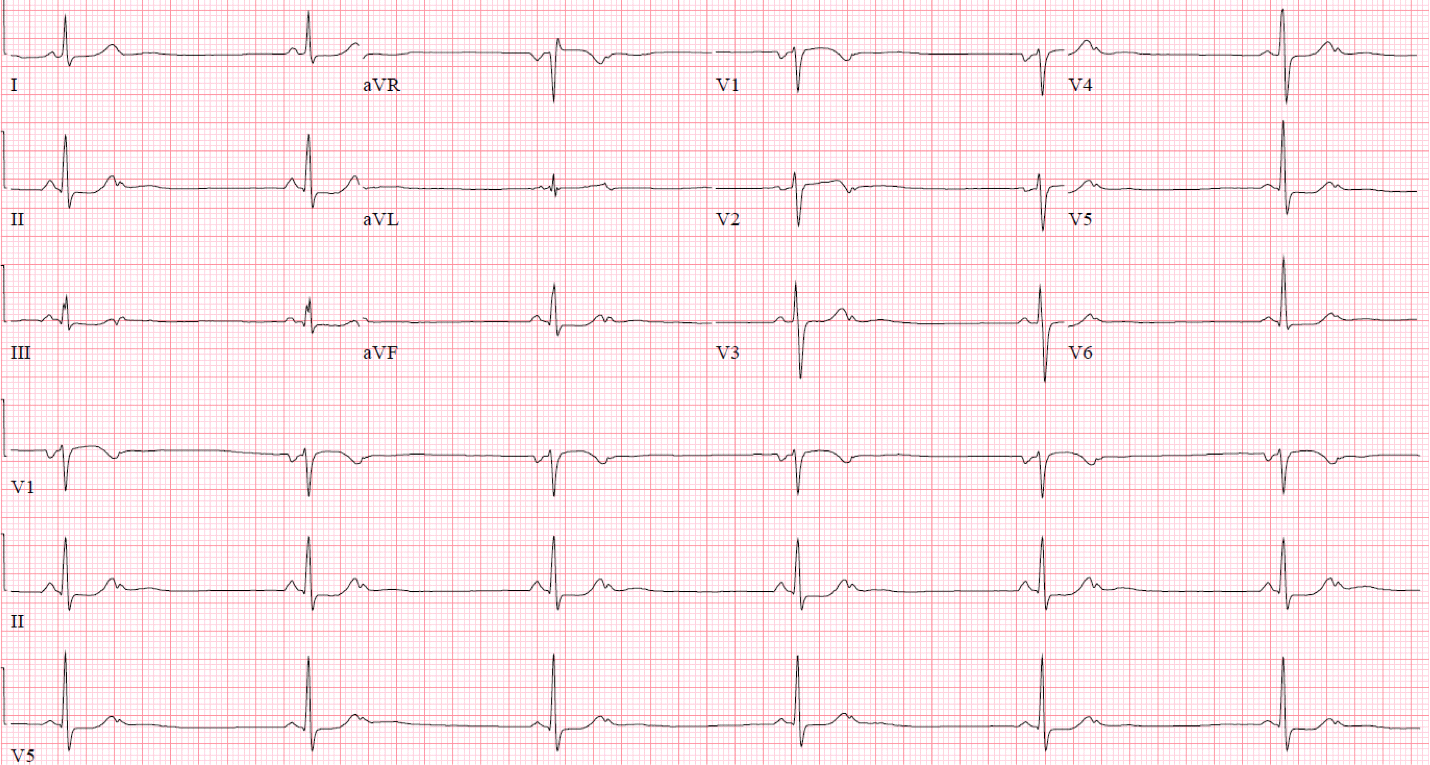 I aVR V1 V4
II aVL V2 V5
III aVF V3 V6
V1
II
V5